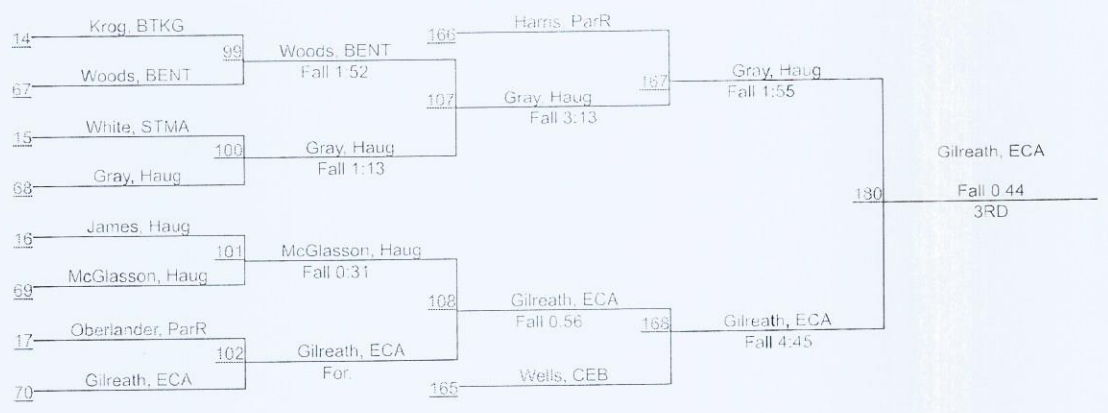 14 Krog, BTKG
99 Woods, BENT
Fall 1:52
67 Woods, BENT
15 White, STMA
100 Gray, Haug
Fall 1:13
68 Gray, Haug
107 Gray, Haug
Fall 3:13
166 Harris, ParR
167 Gray, Haug
Fall 1:55
16 James, Haug
101 McGlasson, Haug
Fall 0:31
69 McGlasson, Haug
17 Oberlander, ParR
102 Gilreath, ECA
For.
70 Gilreath, ECA
108 Gilreath, ECA
Fall 0:56
165 Wells, CEB
168 Gilreath, ECA
Fall 4:45
180 Gilreath, ECA
Fall 0 44
3RD